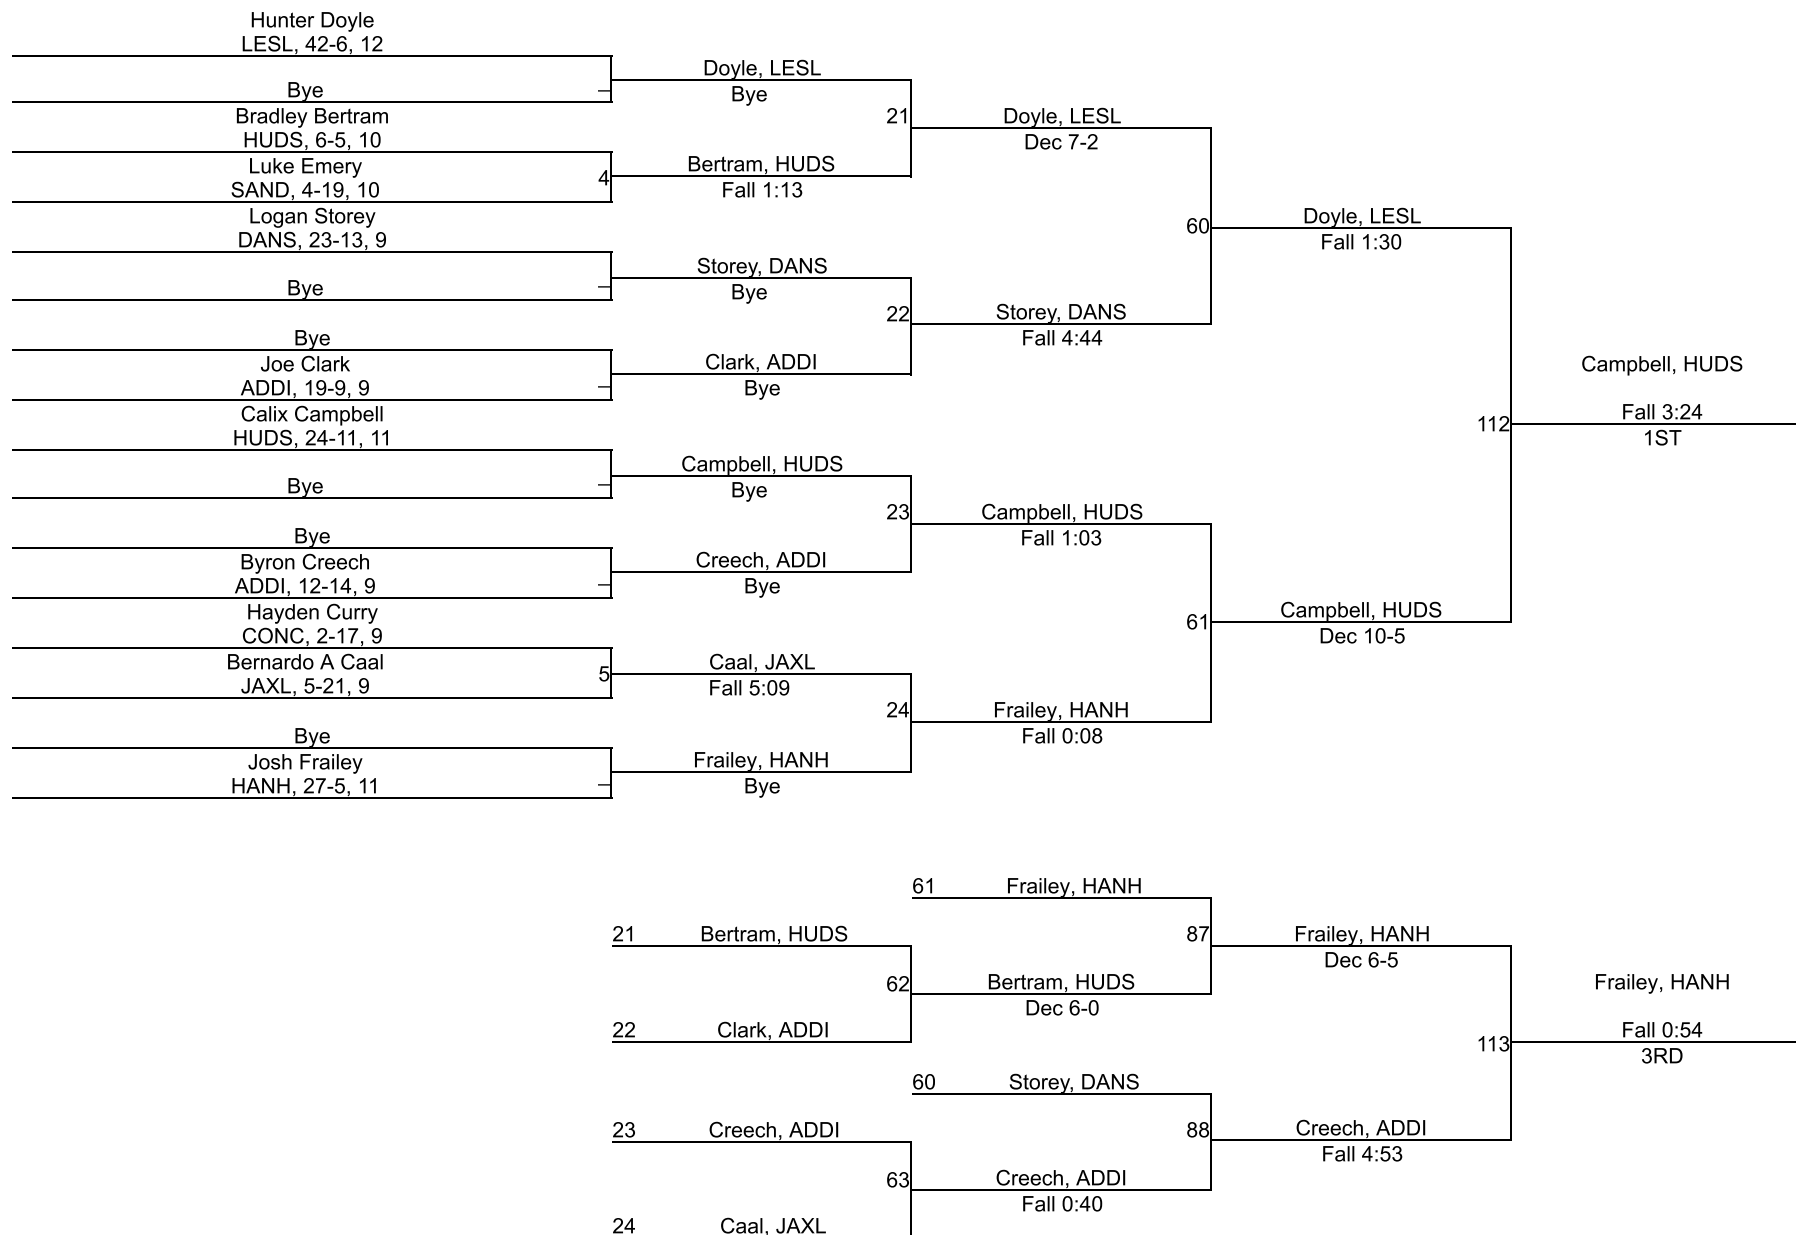 Hunter Doyle
LESL, 42-6, 12
Bye
Bradley Bertram
HUDS, 6-5, 10
Luke Emery
SAND, 4-19, 10
4
Logan Storey
DANS, 23-13, 9
Bye
Bye
Joe Clark
ADDI, 19-9, 9
Calix Campbell
HUDS, 24-11, 11
Bye
Bye
Byron Creech
ADDI, 12-14, 9
Hayden Curry
CONC, 2-17, 9
Bernardo A Caal
JAXL, 5-21, 9
5
Bye
Josh Frailey
HANH, 27-5, 11
Doyle, LESL
Bye
21
Bertram, HUDS
Fall 1:13
Storey, DANS
Bye
22
Clark, ADDI
Bye
Campbell, HUDS
Bye
23
Creech, ADDI
Bye
Caal, JAXL
Fall 5:09
24
Frailey, HANH
Bye
Doyle, LESL
Dec 7-2
60
Storey, DANS
Fall 4:44
Campbell, HUDS
Fall 1:03
61
Frailey, HANH
Fall 0:08
Doyle, LESL
Fall 1:30
112
Campbell, HUDS
Dec 10-5
Campbell, HUDS
Fall 3:24
1ST
61 Frailey, HANH
21 Bertram, HUDS
62
22 Clark, ADDI
87
Bertram, HUDS
Dec 6-0
60 Storey, DANS
23 Creech, ADDI
63
24 Caal, JAXL
88
Creech, ADDI
Fall 0:40
Frailey, HANH
Dec 6-5
113
Creech, ADDI
Fall 4:53
Frailey, HANH
Fall 0:54
3RD